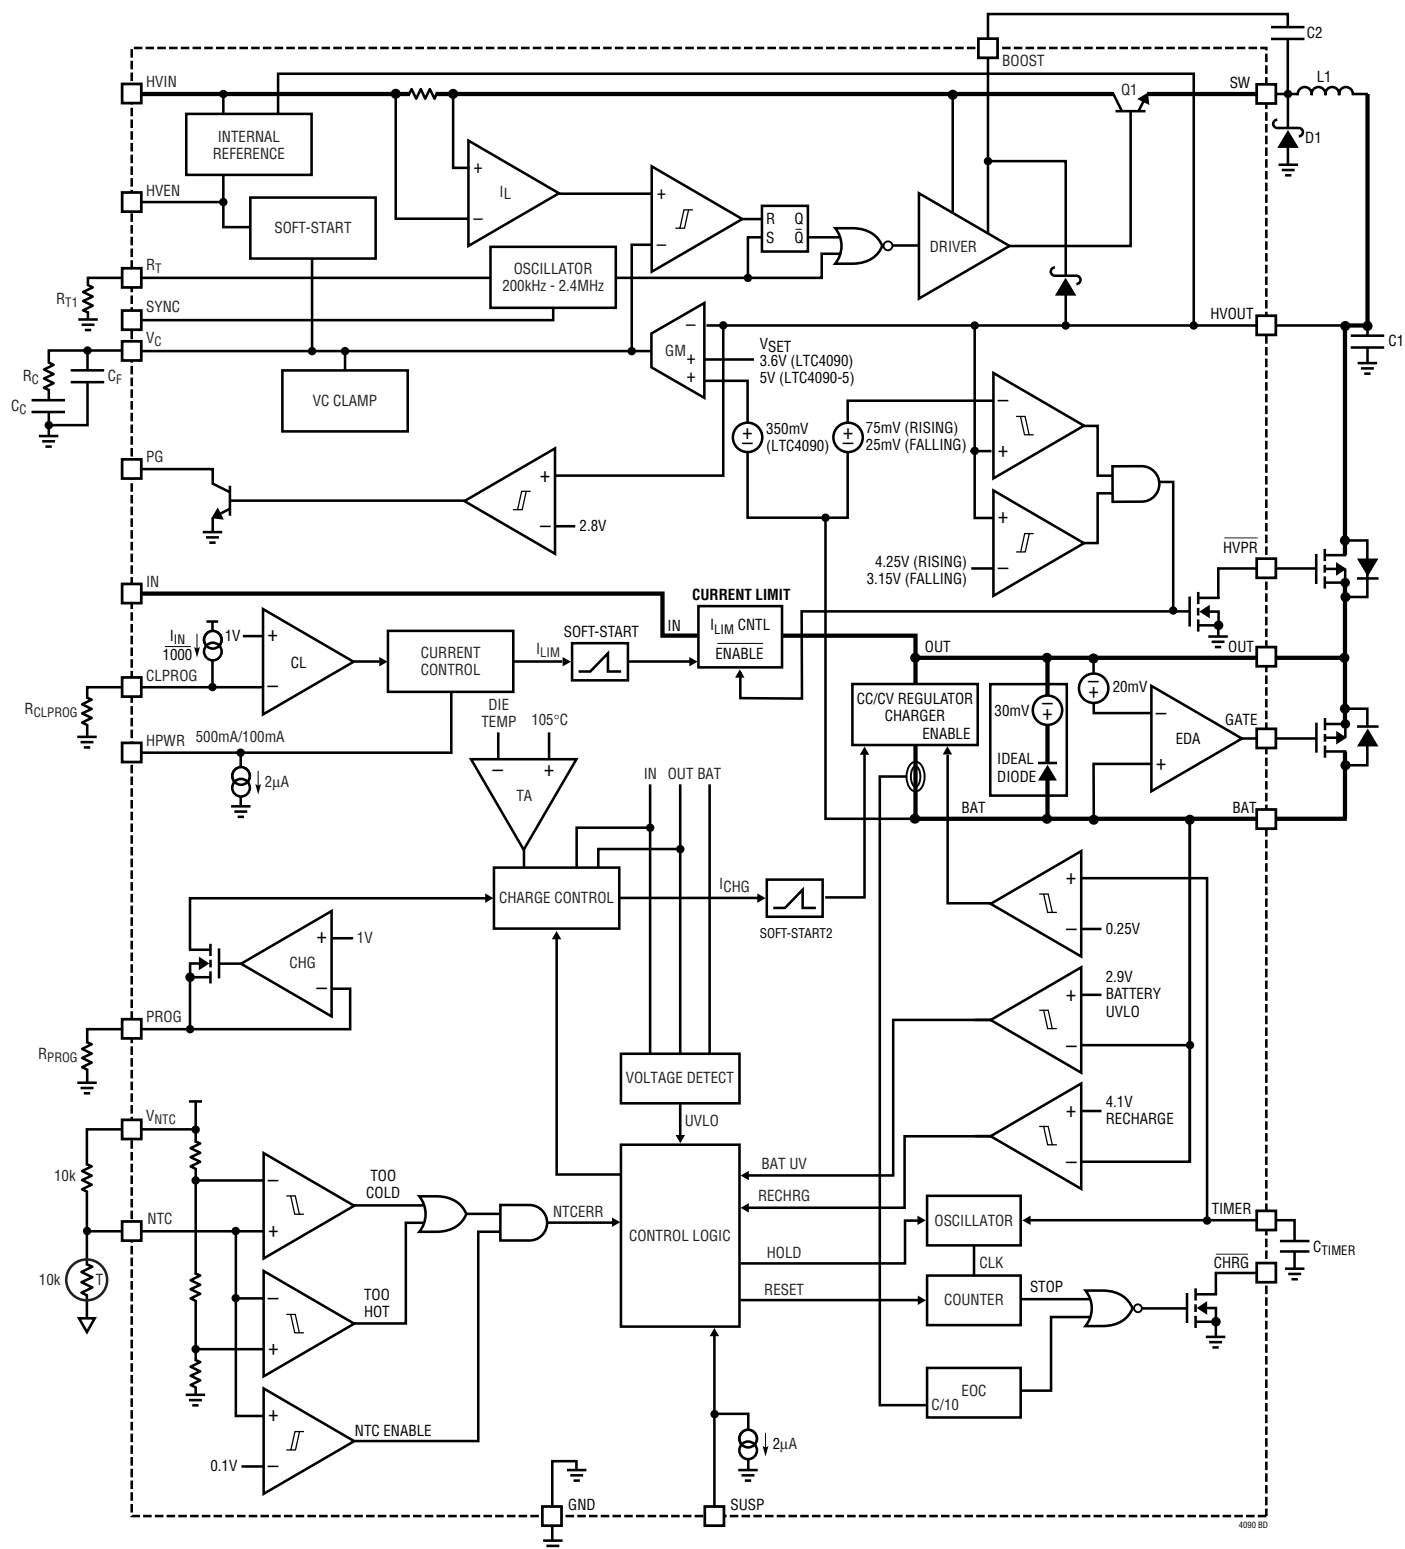 C2
BOOST
HVIN
Q1
SW
L1
D1
INTERNAL
REFERENCE
+
IL
−
+
−
HVEN
SOFT-START
R Q
S Q̅
DRIVER
RT
OSCILLATOR
200kHz - 2.4MHz
RT1
SYNC
VC
HVOUT
C1
−
GM
+
+
VSET
3.6V (LTC4090)
5V (LTC4090-5)
RC
CF
CC
VC CLAMP
350mV
(LTC4090)
75mV (RISING)
25mV (FALLING)
−
+
PG
+
−
2.8V
+
−
4.25V (RISING)
3.15V (FALLING)
H̅V̅P̅R̅
IN
CURRENT LIMIT
IN
ILIM CNTL
E̅N̅A̅B̅L̅E̅
IIN
1000
1V
+
CL
−
CURRENT
CONTROL
ILIM
SOFT-START
OUT
OUT
CLPROG
RCLPROG
CC/CV REGULATOR
CHARGER
ENABLE
30mV
+
−
IDEAL
DIODE
20mV
−
EDA
+
GATE
HPWR
500mA/100mA
2µA
DIE
TEMP
105°C
− +
TA
IN OUT BAT
BAT
BAT
CHARGE CONTROL
ICHG
SOFT-START2
+
−
0.25V
+
CHG
−
1V
2.9V
BATTERY
UVLO
+
−
PROG
RPROG
VOLTAGE DETECT
UVLO
4.1V
RECHARGE
+
−
VNTC
10k
NTC
10k
T
−
+
TOO
COLD
−
+
TOO
HOT
NTCERR
CONTROL LOGIC
BAT UV
RECHRG
HOLD
RESET
OSCILLATOR
CLK
COUNTER
STOP
TIMER
CTIMER
C̅H̅R̅G̅
EOC
C/10
+
−
0.1V
NTC ENABLE
2µA
GND
SUSP
4090 BD